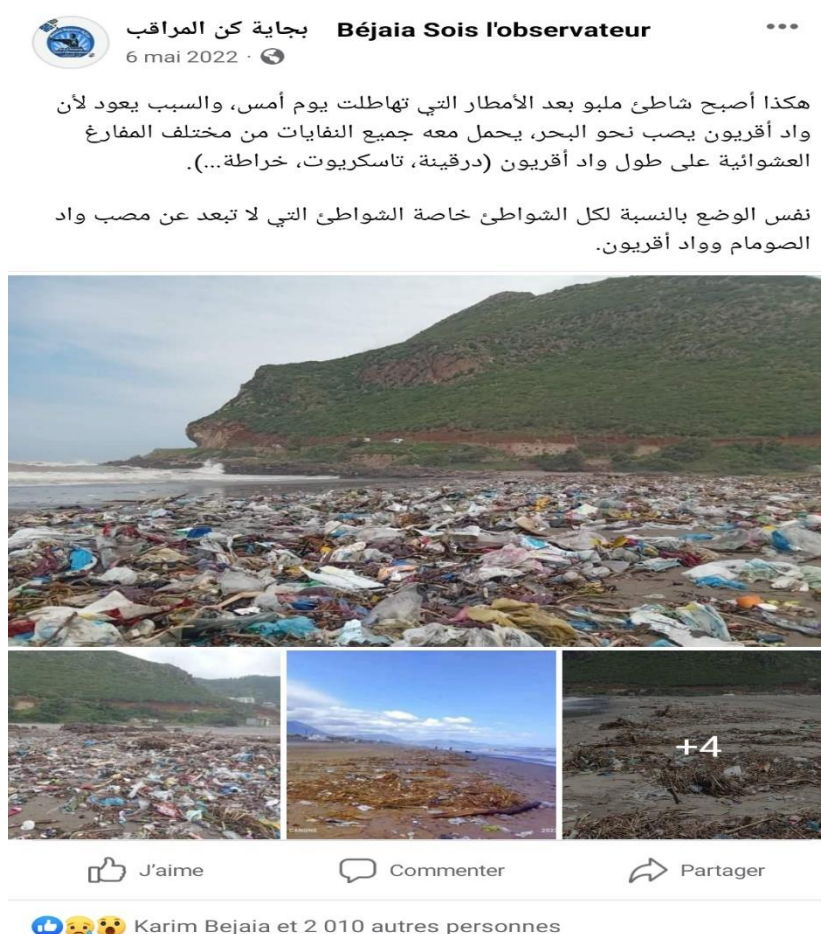 بجاية كن المراقب Béjaia Sois l'observateur
6 mai 2022 ·
هكذا أصبح شاطئ ملبو بعد الأمطار التي تهاطلت يوم أمس، والسبب يعود لأن
واد أقريون يصب نحو البحر، يحمل معه جميع النفايات من مختلف المفارغ
العشوائية على طول واد أقريون (درقينة، تاسكريوت، خراطة...).
نفس الوضع بالنسبة لكل الشواطئ خاصة الشواطئ التي لا تبعد عن مصب واد
الصومام وواد أقريون.
+4
J'aime
Commenter
Partager
Karim Bejaia et 2 010 autres personnes